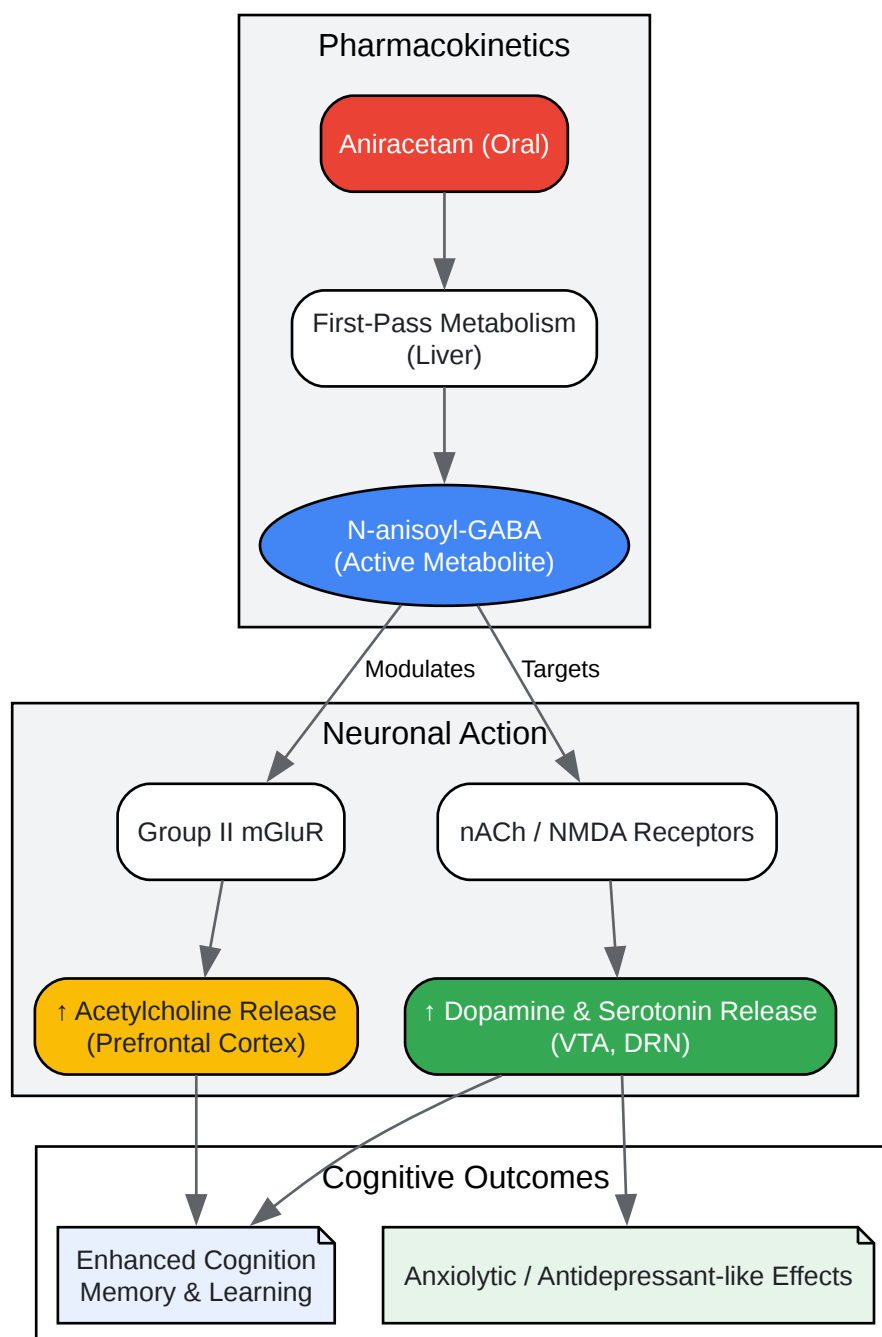 Pharmacokinetics
Aniracetam (Oral)
First-Pass Metabolism
(Liver)
N-anisoyl-GABA
(Active Metabolite)
Modulates
Targets
Neuronal Action
Group II mGluR
nACh / NMDA Receptors
↑ Acetylcholine Release
(Prefrontal Cortex)
↑ Dopamine & Serotonin Release
(VTA, DRN)
Cognitive Outcomes
Enhanced Cognition
Memory & Learning
Anxiolytic / Antidepressant-like Effects